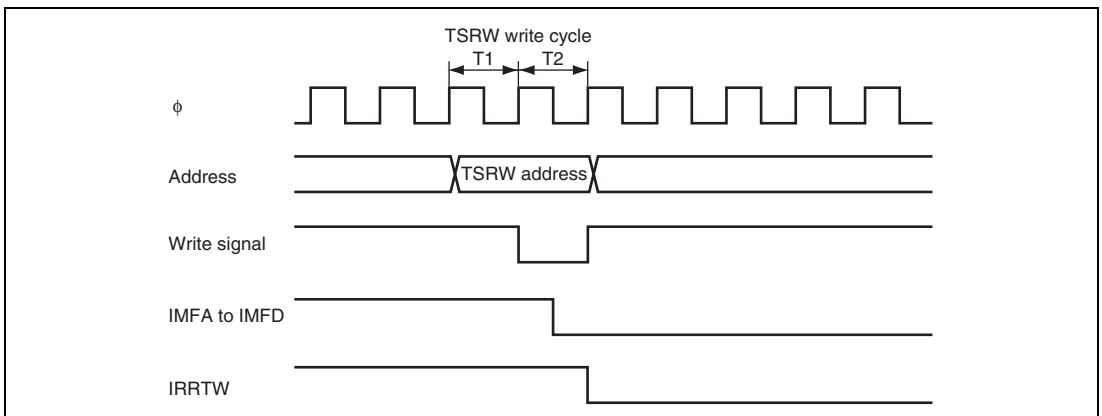 TSRW write cycle
T1 T2
ϕ
Address
TSRW address
Write signal
IMFA to IMFD
IRRTW